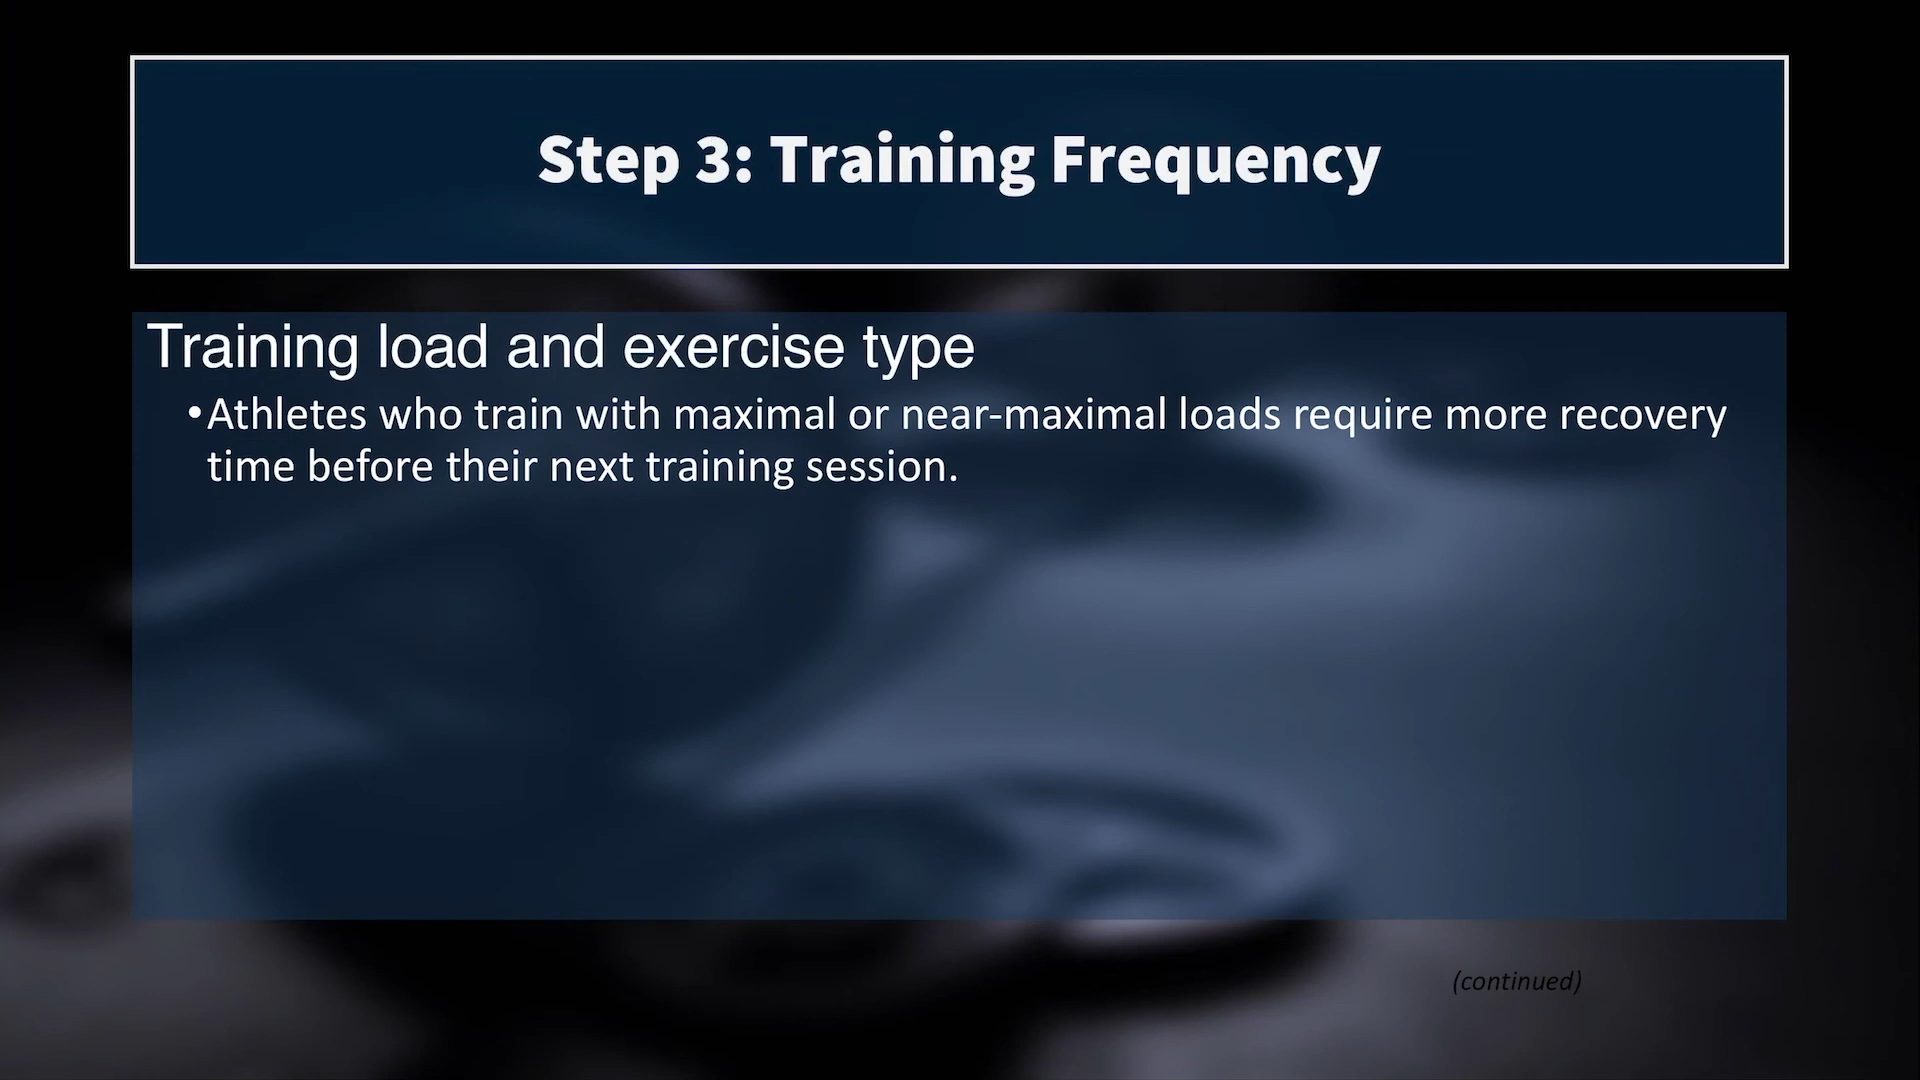 Step 3: Training Frequency
Training load and exercise type
•Athletes who train with maximal or near-maximal loads require more recovery
time before their next training session.
(continued)